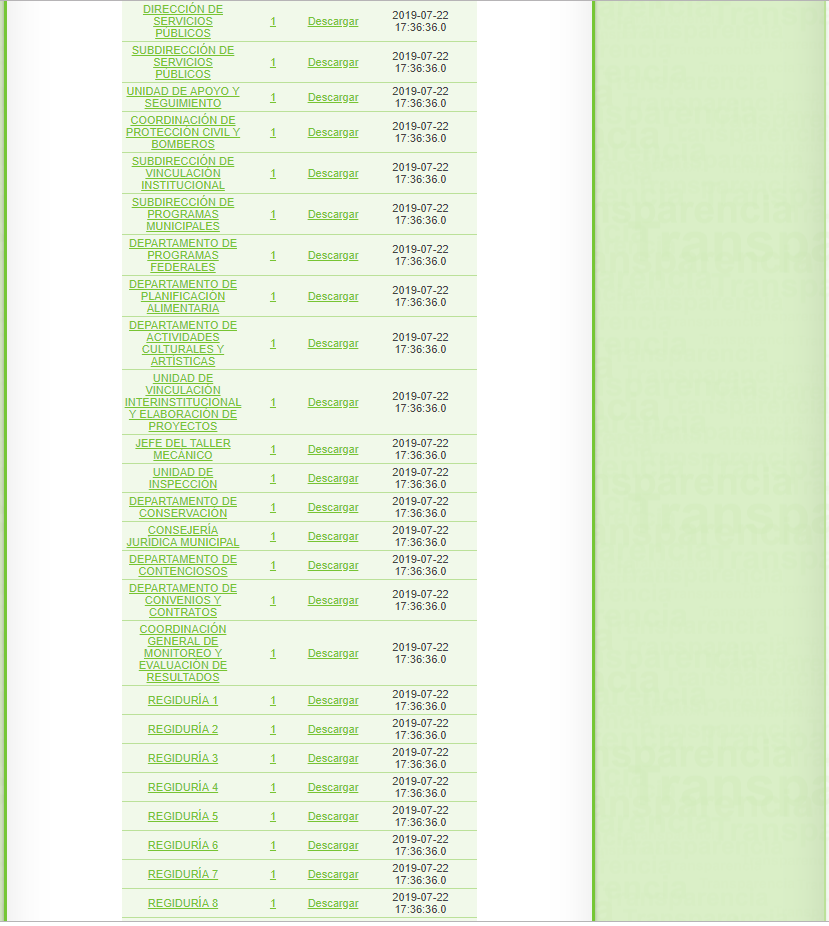 DIRECCIÓN DE
SERVICIOS
PÚBLICOS
1
Descargar
2019-07-22
17:36:36.0
SUBDIRECCIÓN DE
SERVICIOS
PÚBLICOS
1
Descargar
2019-07-22
17:36:36.0
UNIDAD DE APOYO Y
SEGUIMIENTO
1
Descargar
2019-07-22
17:36:36.0
COORDINACIÓN DE
PROTECCIÓN CIVIL Y
BOMBEROS
1
Descargar
2019-07-22
17:36:36.0
SUBDIRECCIÓN DE
VINCULACIÓN
INSTITUCIONAL
1
Descargar
2019-07-22
17:36:36.0
SUBDIRECCIÓN DE
PROGRAMAS
MUNICIPALES
1
Descargar
2019-07-22
17:36:36.0
DEPARTAMENTO DE
PROGRAMAS
FEDERALES
1
Descargar
2019-07-22
17:36:36.0
DEPARTAMENTO DE
PLANIFICACIÓN
ALIMENTARIA
1
Descargar
2019-07-22
17:36:36.0
DEPARTAMENTO DE
ACTIVIDADES
CULTURALES Y
ARTÍSTICAS
1
Descargar
2019-07-22
17:36:36.0
UNIDAD DE
VINCULACIÓN
INTERINSTITUCIONAL
Y ELABORACIÓN DE
PROYECTOS
1
Descargar
2019-07-22
17:36:36.0
JEFE DEL TALLER
MECÁNICO
1
Descargar
2019-07-22
17:36:36.0
UNIDAD DE
INSPECCIÓN
1
Descargar
2019-07-22
17:36:36.0
DEPARTAMENTO DE
CONSERVACIÓN
1
Descargar
2019-07-22
17:36:36.0
CONSEJERÍA
JURÍDICA MUNICIPAL
1
Descargar
2019-07-22
17:36:36.0
DEPARTAMENTO DE
CONTENCIOSOS
1
Descargar
2019-07-22
17:36:36.0
DEPARTAMENTO DE
CONVENIOS Y
CONTRATOS
1
Descargar
2019-07-22
17:36:36.0
COORDINACIÓN
GENERAL DE
MONITOREO Y
EVALUACIÓN DE
RESULTADOS
1
Descargar
2019-07-22
17:36:36.0
REGIDURÍA 1
1
Descargar
2019-07-22
17:36:36.0
REGIDURÍA 2
1
Descargar
2019-07-22
17:36:36.0
REGIDURÍA 3
1
Descargar
2019-07-22
17:36:36.0
REGIDURÍA 4
1
Descargar
2019-07-22
17:36:36.0
REGIDURÍA 5
1
Descargar
2019-07-22
17:36:36.0
REGIDURÍA 6
1
Descargar
2019-07-22
17:36:36.0
REGIDURÍA 7
1
Descargar
2019-07-22
17:36:36.0
REGIDURÍA 8
1
Descargar
2019-07-22
17:36:36.0